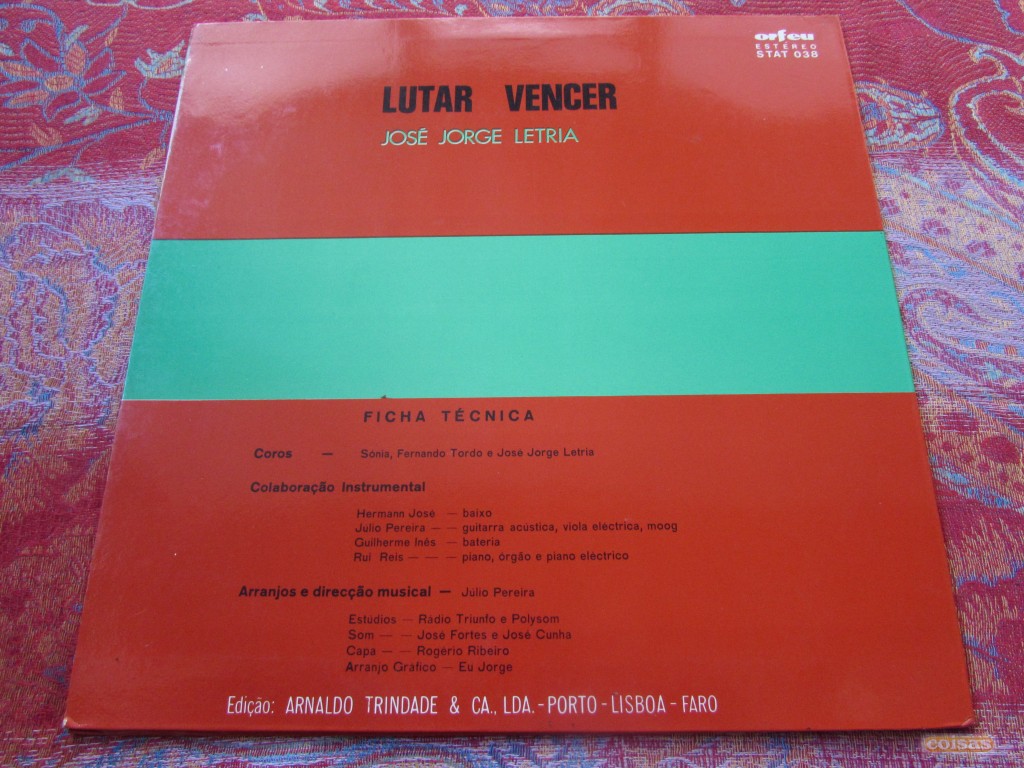 orfeu
ESTÉREO
STAT 038
LUTAR VENCER
JOSÉ JORGE LETRIA
FICHA TÉCNICA
Coros — Sónia, Fernando Tordo e José Jorge Letria
Colaboração Instrumental
Hermann José — baixo
Júlio Pereira — — guitarra acústica, viola eléctrica, moog
Guilherme Inês — bateria
Rui Reis — — — piano, órgão e piano eléctrico
Arranjos e direcção musical — Júlio Pereira
Estúdios — Rádio Triunfo e Polysom
Som — — José Fortes e José Cunha
Capa — — Rogério Ribeiro
Arranjo Gráfico — Eu Jorge
Edição: ARNALDO TRINDADE & CA., LDA. - PORTO - LISBOA - FARO
coisas